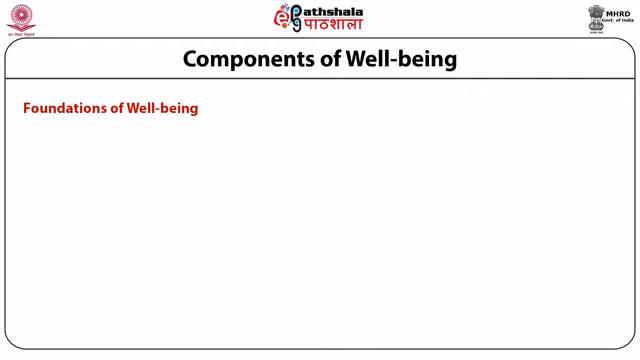 ePathshala
पाठशाला
MHRD
Govt. of India
Components of Well-being
Foundations of Well-being